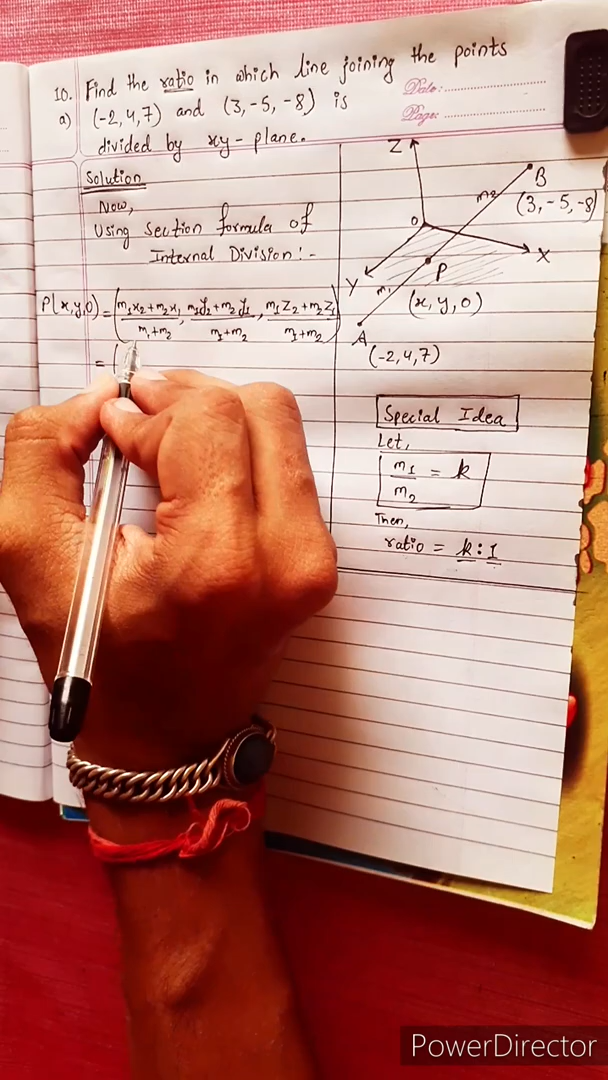 10. Find the ratio in which line joining the points
a) (-2,4,7) and (3,-5,-8) is
divided by xy-plane.
Date:
Page:
Solution
Now,
Using section formula of
Internal Division:-
P(x,y,0) = (m₁x₂+m₂x₁/m₁+m₂, m₁y₂+m₂y₁/m₁+m₂, m₁z₂+m₂z₁/m₁+m₂)
= (
Z
B
m₂
(3,-5,-8)
O
X
P
Y
m₁
(x,y,0)
A
(-2,4,7)
Special Idea
Let,
m₁/m₂ = k
Then,
ratio = k:1
PowerDirector